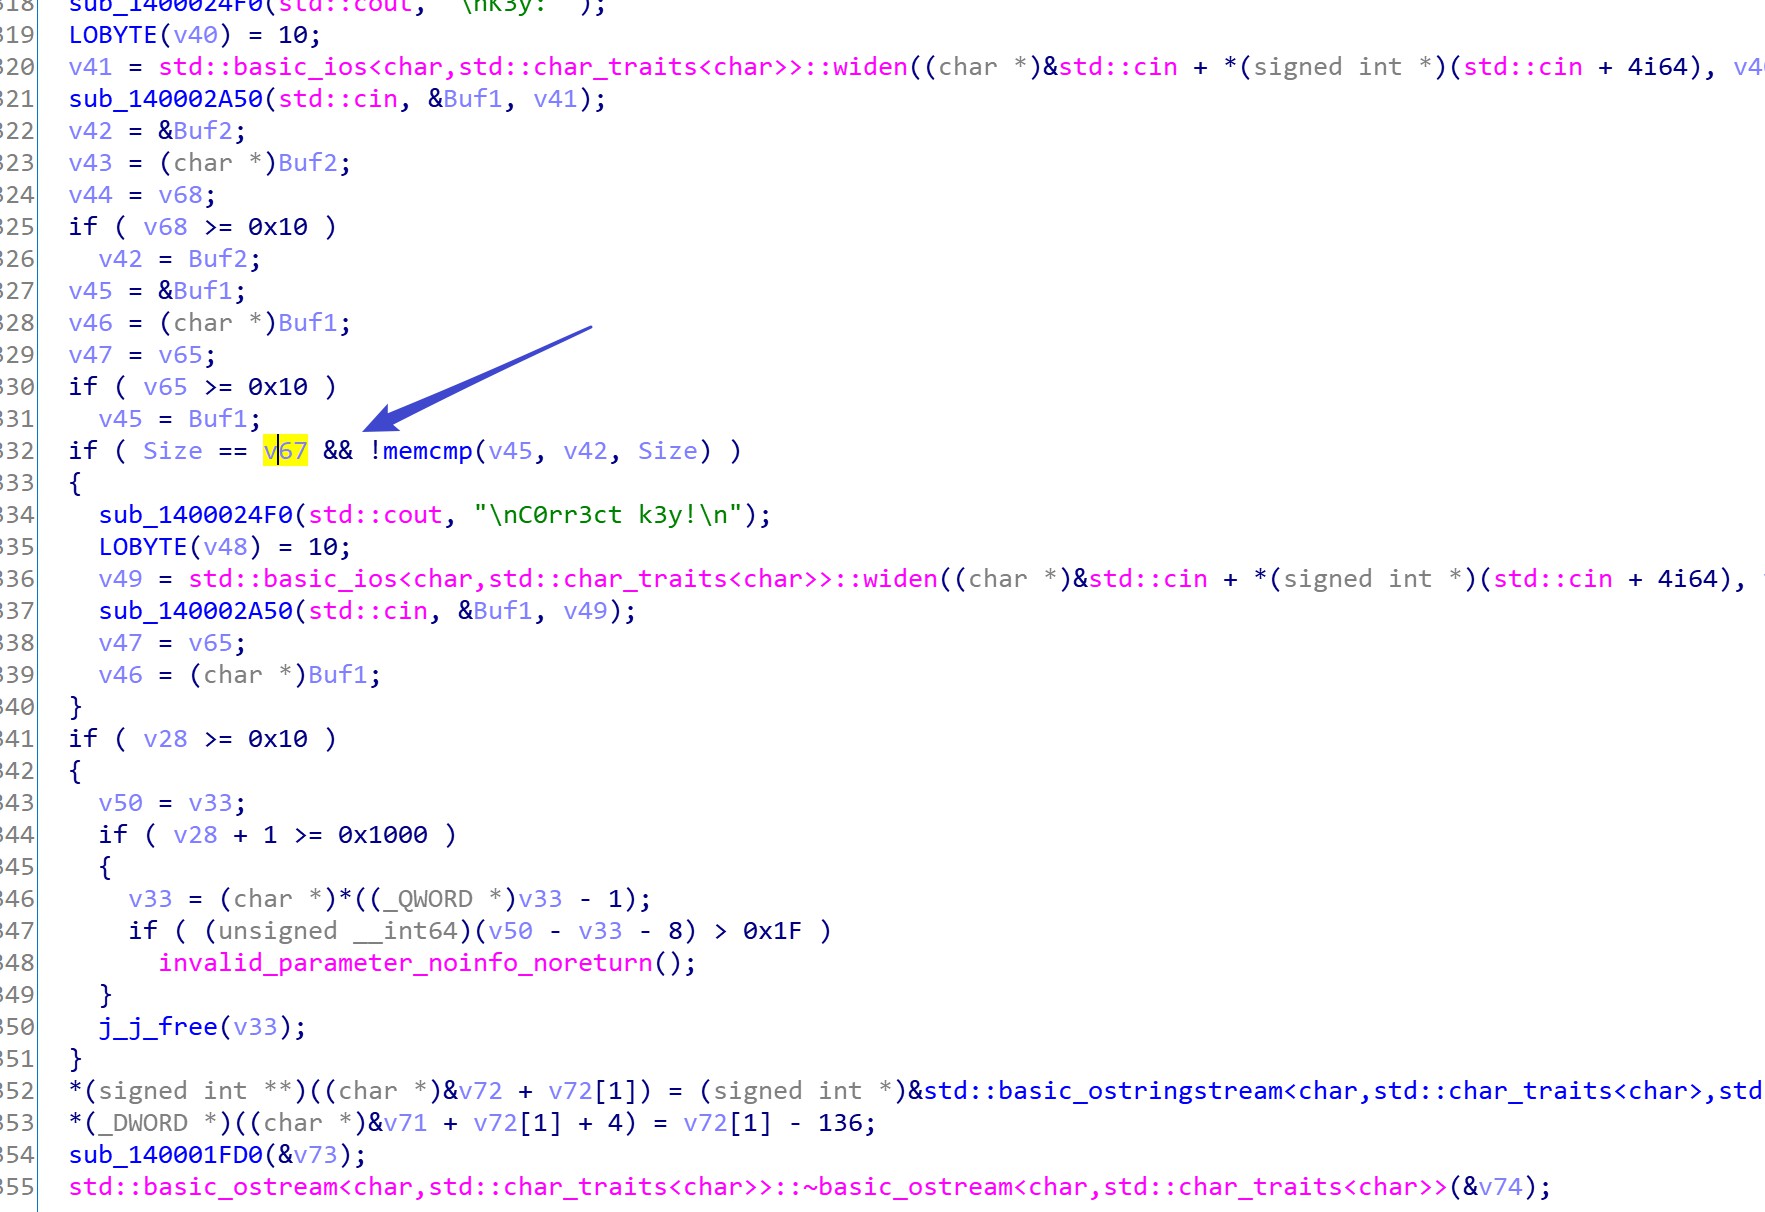 318 sub_1400024F0(std::cout, "\nk3y: ");
319 LOBYTE(v40) = 10;
320 v41 = std::basic_ios<char,std::char_traits<char>>::widen((char *)&std::cin + *(signed int *)(std::cin + 4i64), v40
321 sub_140002A50(std::cin, &Buf1, v41);
322 v42 = &Buf2;
323 v43 = (char *)Buf2;
324 v44 = v68;
325 if ( v68 >= 0x10 )
326 v42 = Buf2;
327 v45 = &Buf1;
328 v46 = (char *)Buf1;
329 v47 = v65;
330 if ( v65 >= 0x10 )
331 v45 = Buf1;
332 if ( Size == v67 && !memcmp(v45, v42, Size) )
333 {
334 sub_1400024F0(std::cout, "\nC0rr3ct k3y!\n");
335 LOBYTE(v48) = 10;
336 v49 = std::basic_ios<char,std::char_traits<char>>::widen((char *)&std::cin + *(signed int *)(std::cin + 4i64),
337 sub_140002A50(std::cin, &Buf1, v49);
338 v47 = v65;
339 v46 = (char *)Buf1;
340 }
341 if ( v28 >= 0x10 )
342 {
343 v50 = v33;
344 if ( v28 + 1 >= 0x1000 )
345 {
346 v33 = (char *)*((_QWORD *)v33 - 1);
347 if ( (unsigned __int64)(v50 - v33 - 8) > 0x1F )
348 invalid_parameter_noinfo_noreturn();
349 }
350 j_j_free(v33);
351 }
352 *(signed int **)((char *)&v72 + v72[1]) = (signed int *)&std::basic_ostringstream<char,std::char_traits<char>,std
353 *(_DWORD *)((char *)&v71 + v72[1] + 4) = v72[1] - 136;
354 sub_140001FD0(&v73);
355 std::basic_ostream<char,std::char_traits<char>>::~basic_ostream<char,std::char_traits<char>>(&v74);